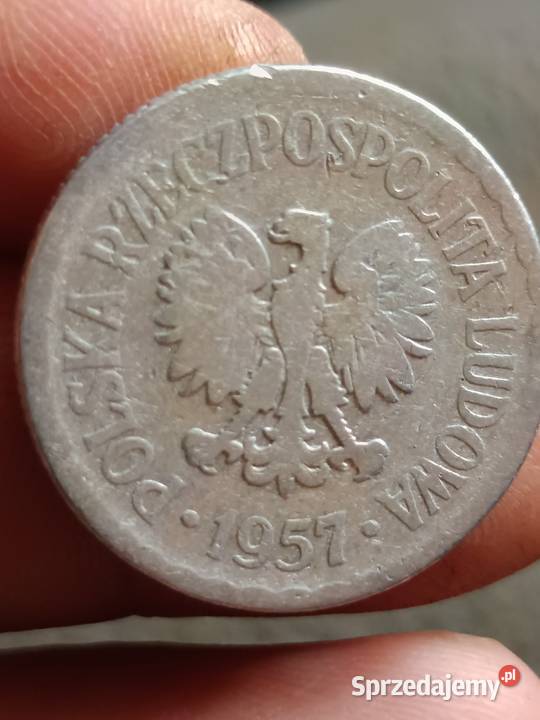 POLSKA RZECZPOSPOLITA LUDOWA
· 1957 ·
Sprzedajemy.pl